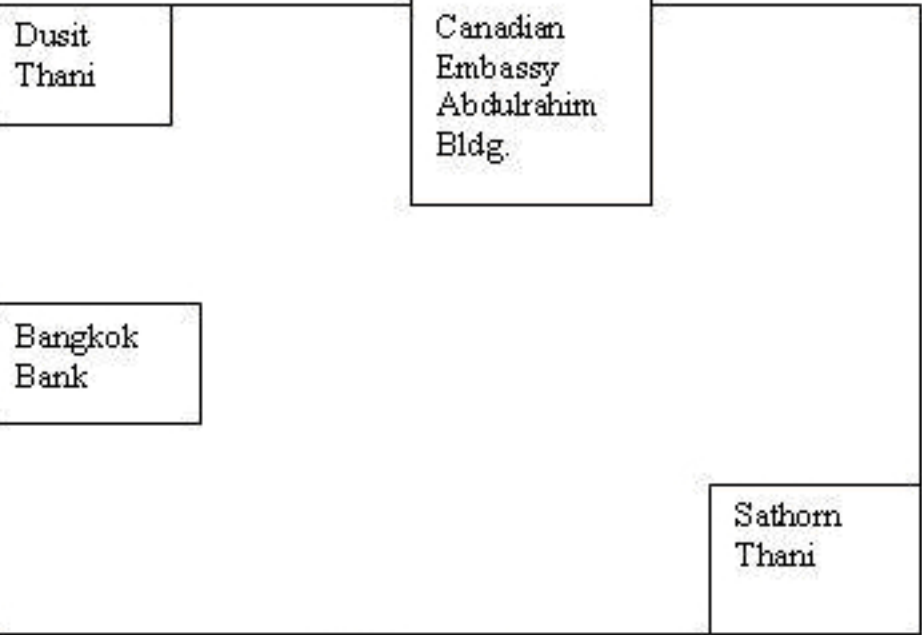 Dusit
Thani
Canadian
Embassy
Abdulrahim
Bldg.
Bangkok
Bank
Sathorn
Thani